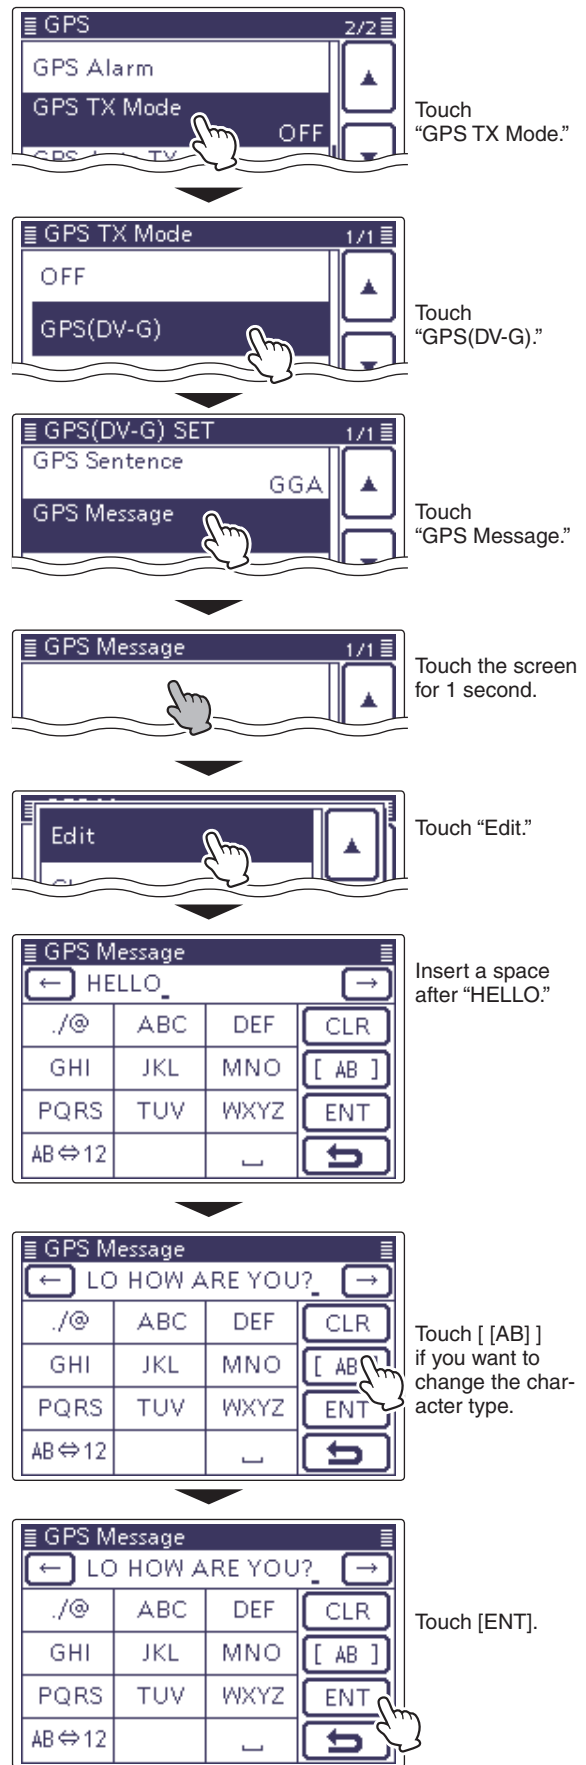 GPS 2/2
GPS Alarm
GPS TX Mode
OFF
Touch
“GPS TX Mode.”
GPS TX Mode 1/1
OFF
GPS(DV-G)
Touch
“GPS(DV-G).”
GPS(DV-G) SET 1/1
GPS Sentence
GGA
GPS Message
Touch
“GPS Message.”
GPS Message 1/1
Touch the screen
for 1 second.
Edit
Touch “Edit.”
GPS Message
← HELLO_ →
./@ ABC DEF CLR
GHI JKL MNO [ AB ]
PQRS TUV WXYZ ENT
AB⇔12 ⎵ ⮌
Insert a space
after “HELLO.”
GPS Message
← LO HOW ARE YOU?_ →
./@ ABC DEF CLR
GHI JKL MNO [ AB
PQRS TUV WXYZ ENT
AB⇔12 ⎵ ⮌
Touch [ [AB] ]
if you want to
change the char-
acter type.
GPS Message
← LO HOW ARE YOU?_ →
./@ ABC DEF CLR
GHI JKL MNO [ AB ]
PQRS TUV WXYZ ENT
AB⇔12 ⎵ ⮌
Touch [ENT].